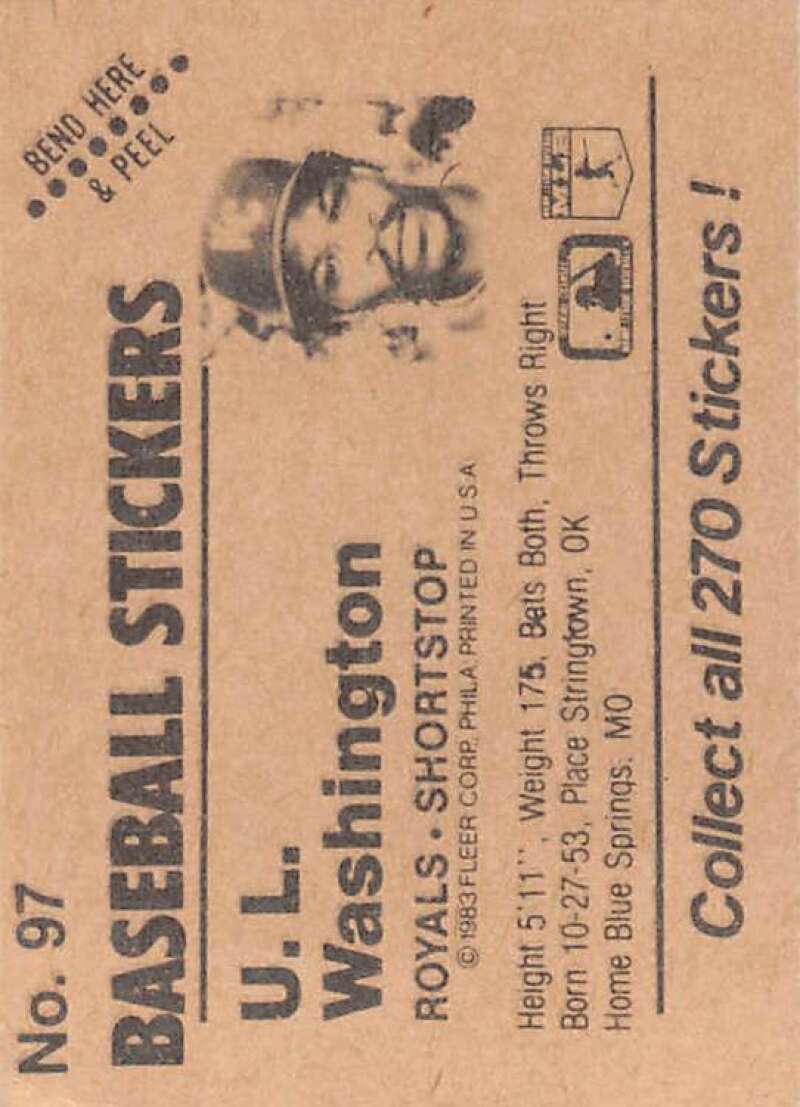 No. 97
BEND HERE
& PEEL
BASEBALL STICKERS
U. L.
Washington
ROYALS • SHORTSTOP
© 1983 FLEER CORP. PHILA PRINTED IN U S A
Height 5'11'', Weight 175, Bats Both, Throws Right
Born 10-27-53, Place Stringtown, OK
Home Blue Springs, MO
Collect all 270 Stickers!